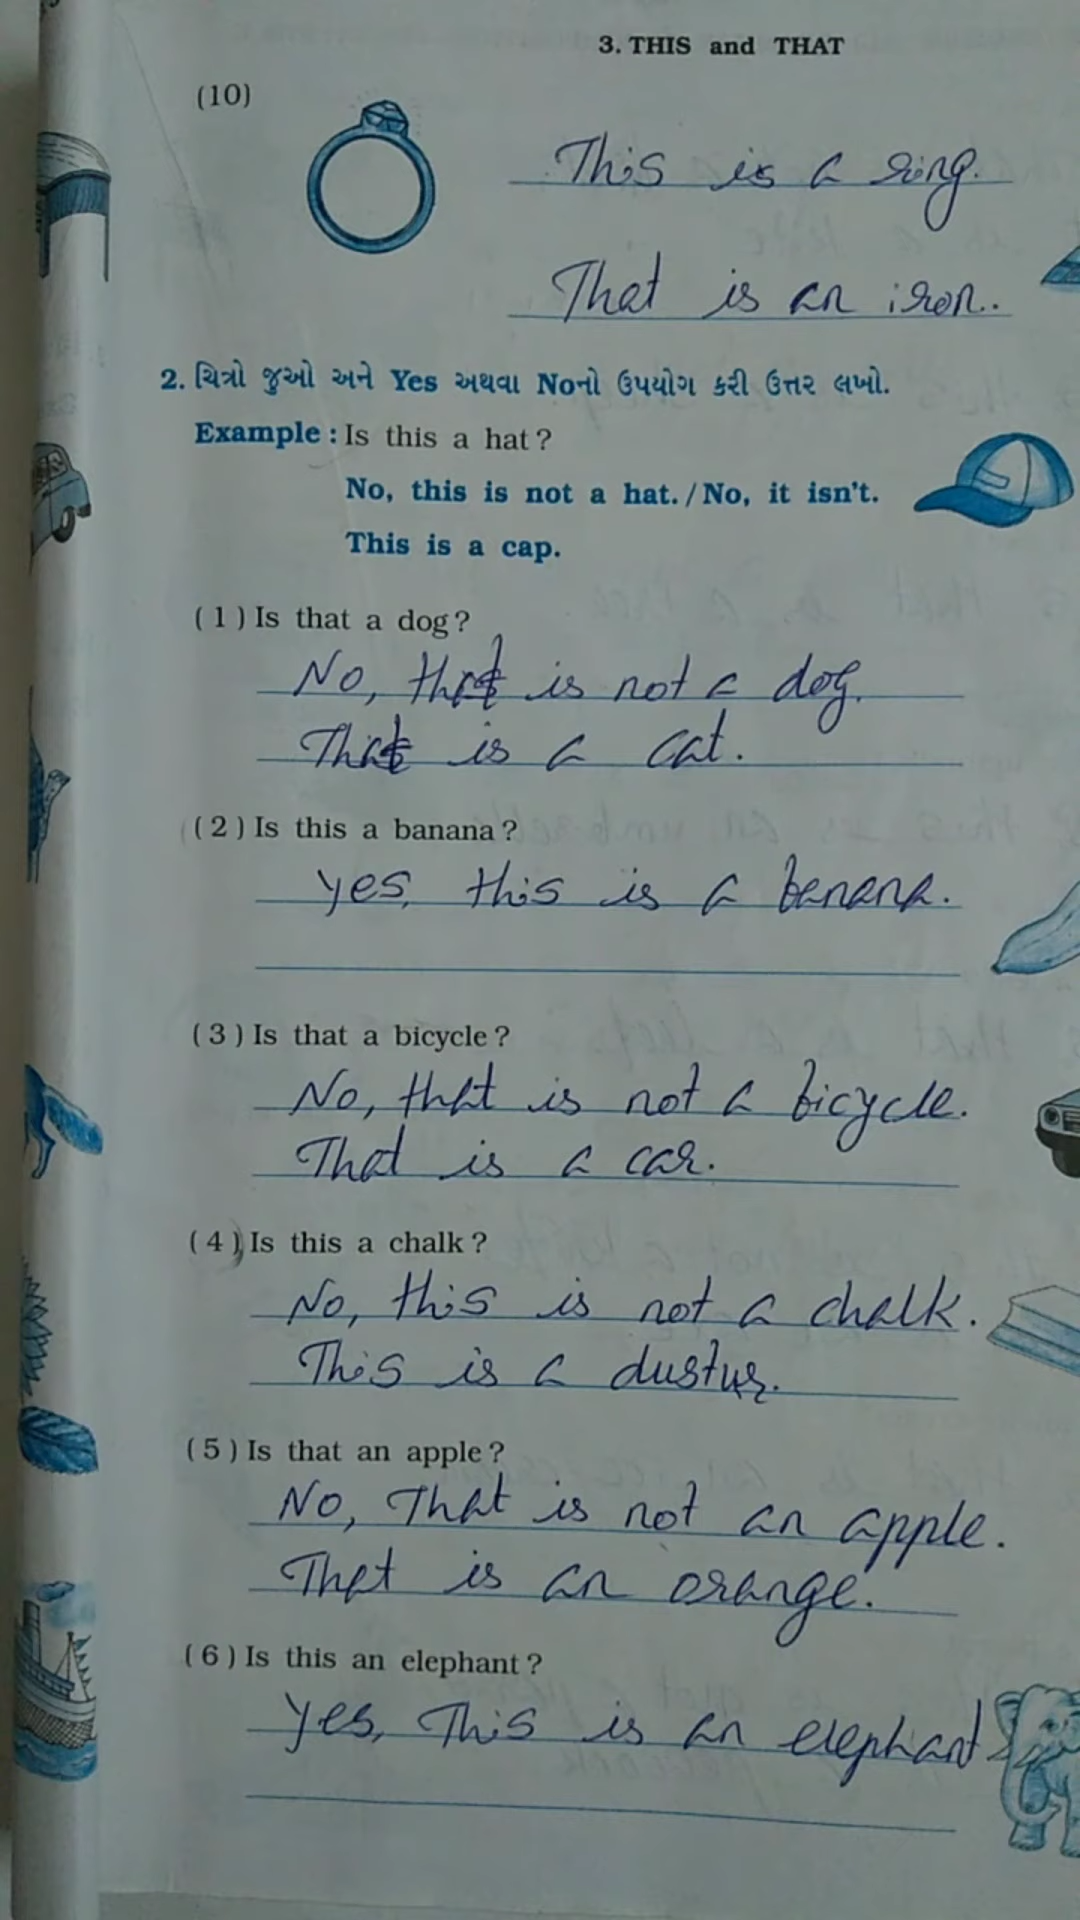 3. THIS and THAT
(10)
This is a ring.
That is an iron.
2. ચિત્રો જુઓ અને Yes અથવા Noનો ઉપયોગ કરી ઉત્તર લખો.
Example : Is this a hat?
No, this is not a hat. / No, it isn't.
This is a cap.
(1) Is that a dog?
No, that is not a dog.
That is a cat.
(2) Is this a banana?
yes, this is a banana.
(3) Is that a bicycle?
No, that is not a bicycle.
That is a car.
(4) Is this a chalk?
No, this is not a chalk.
This is a dustur.
(5) Is that an apple?
No, That is not an apple.
That is an orange.
(6) Is this an elephant?
yes, This is an elephant